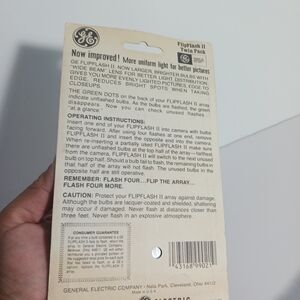 GE
FlipFlash II
Twin Pack
Now improved! More uniform light for better pictures
GE FLIPFLASH II. NOW LARGER, BRIGHTER BULBS WITH
"WIDE BEAM" LENS FOR BETTER LIGHT DISTRIBUTION
GIVES YOU MORE EVENLY LIGHTED PICTURES, EDGE TO
EDGE. REDUCES BRIGHT SPOTS WHEN TAKING
CLOSEUPS.
THE GREEN DOTS on the back of your FLIPFLASH II array
indicate unflashed bulbs. As the bulbs are flashed, the green
disappears. Now you can check unused flashes
"at a glance."
OPERATING INSTRUCTIONS:
Insert one end of your FLIPFLASH II into camera with bulbs
facing forward. After using four flashes at one end, remove
FLIPFLASH II and insert the opposite end into the camera.
When re-inserting a partially used FLIPFLASH II make sure
there are unflashed bulbs at the top half of the array
from the camera, FLIPFLASH II will switch to the next unused
bulb on top half. Should a bulb fail to flash, the remaining bulbs in
that half of the array will not flash. The unused bulbs in the
opposite half are still operative.
REMEMBER: FLASH FOUR...FLIP THE ARRAY...
FLASH FOUR MORE.
CAUTION: Protect your FLIPFLASH II array against damage.
Although the bulbs are lacquer-coated and shielded, shattering
may occur if damaged. Never flash at distances closer than
three feet. Never flash in an explosive atmosphere.
CONSUMER GUARANTEE
GENERAL ELECTRIC COMPANY • Nela Park, Cleveland, Ohio 44112
MADE IN U.S.A.
43168 99021
ELECTRIC